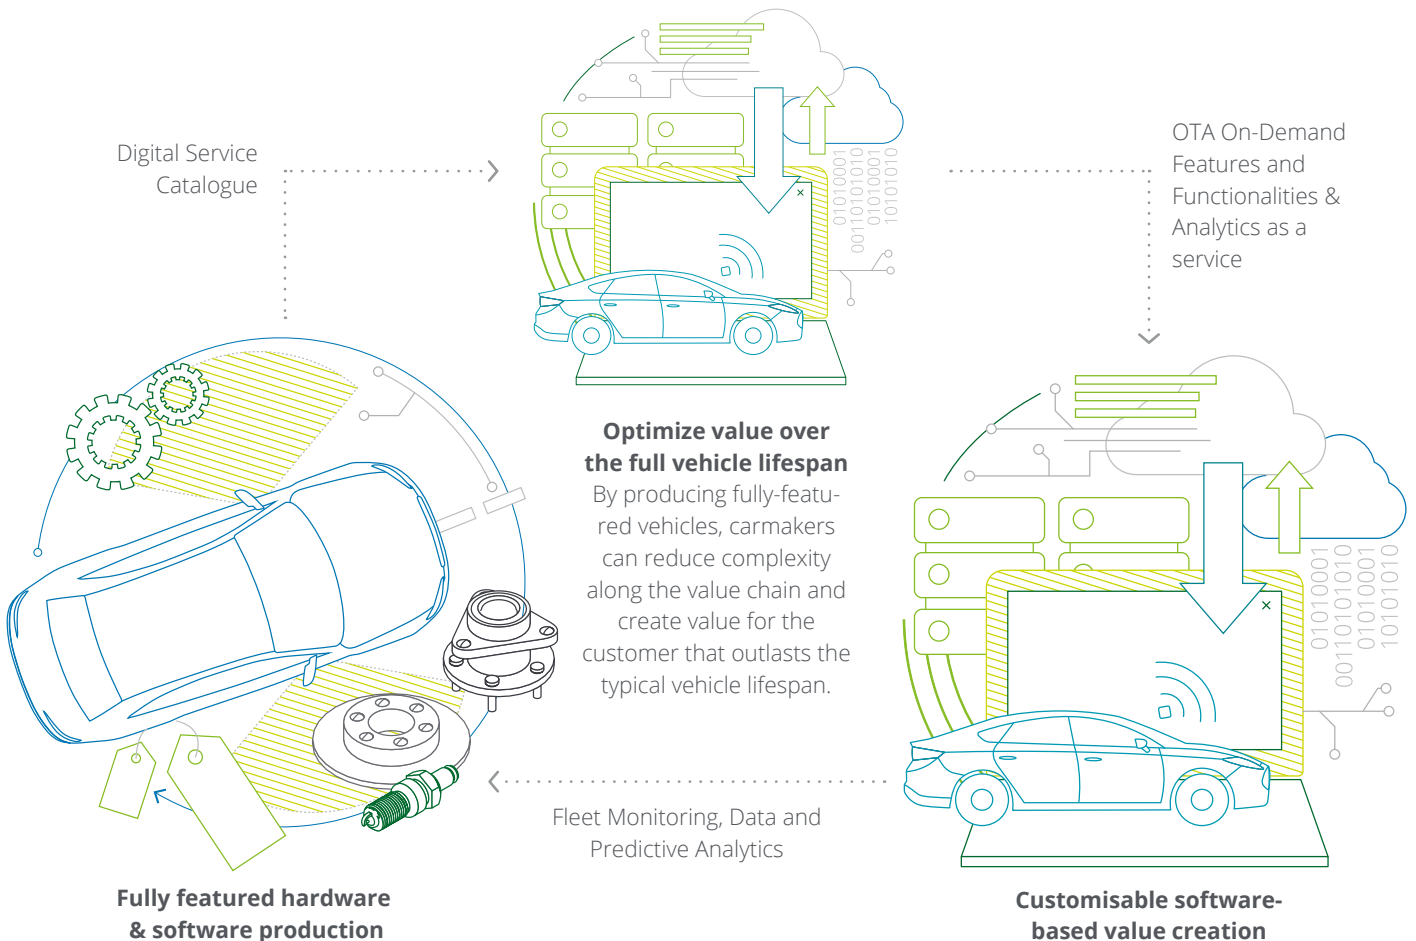 Digital Service
Catalogue
OTA On-Demand
Features and
Functionalities &
Analytics as a
service
01010001
00110101010
01010001
10101010
Optimize value over
the full vehicle lifespan
By producing fully-featu-
red vehicles, carmakers
can reduce complexity
along the value chain and
create value for the
customer that outlasts the
typical vehicle lifespan.
01010001
00110101010
01010001
10101010
Fleet Monitoring, Data and
Predictive Analytics
Fully featured hardware
& software production
Customisable software-
based value creation